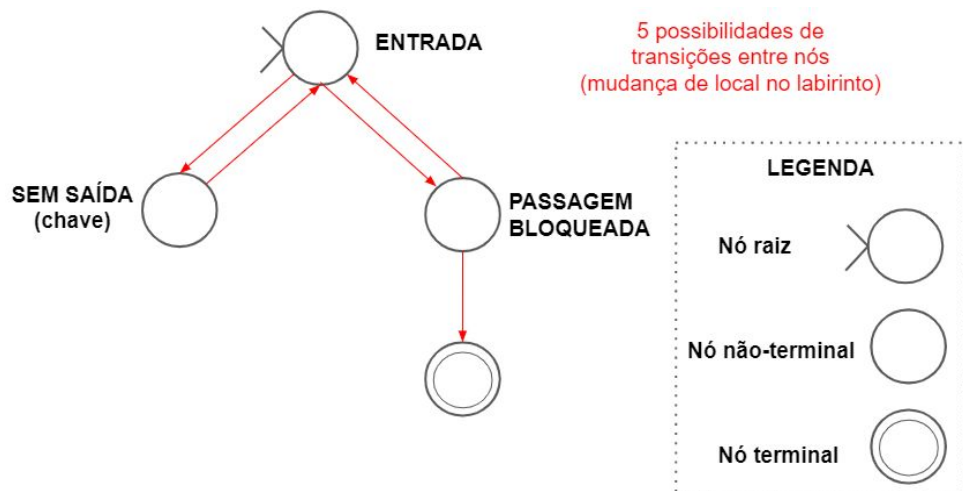 ENTRADA
5 possibilidades de
transições entre nós
(mudança de local no labirinto)
SEM SAÍDA
(chave)
PASSAGEM
BLOQUEADA
LEGENDA
Nó raiz
Nó não-terminal
Nó terminal